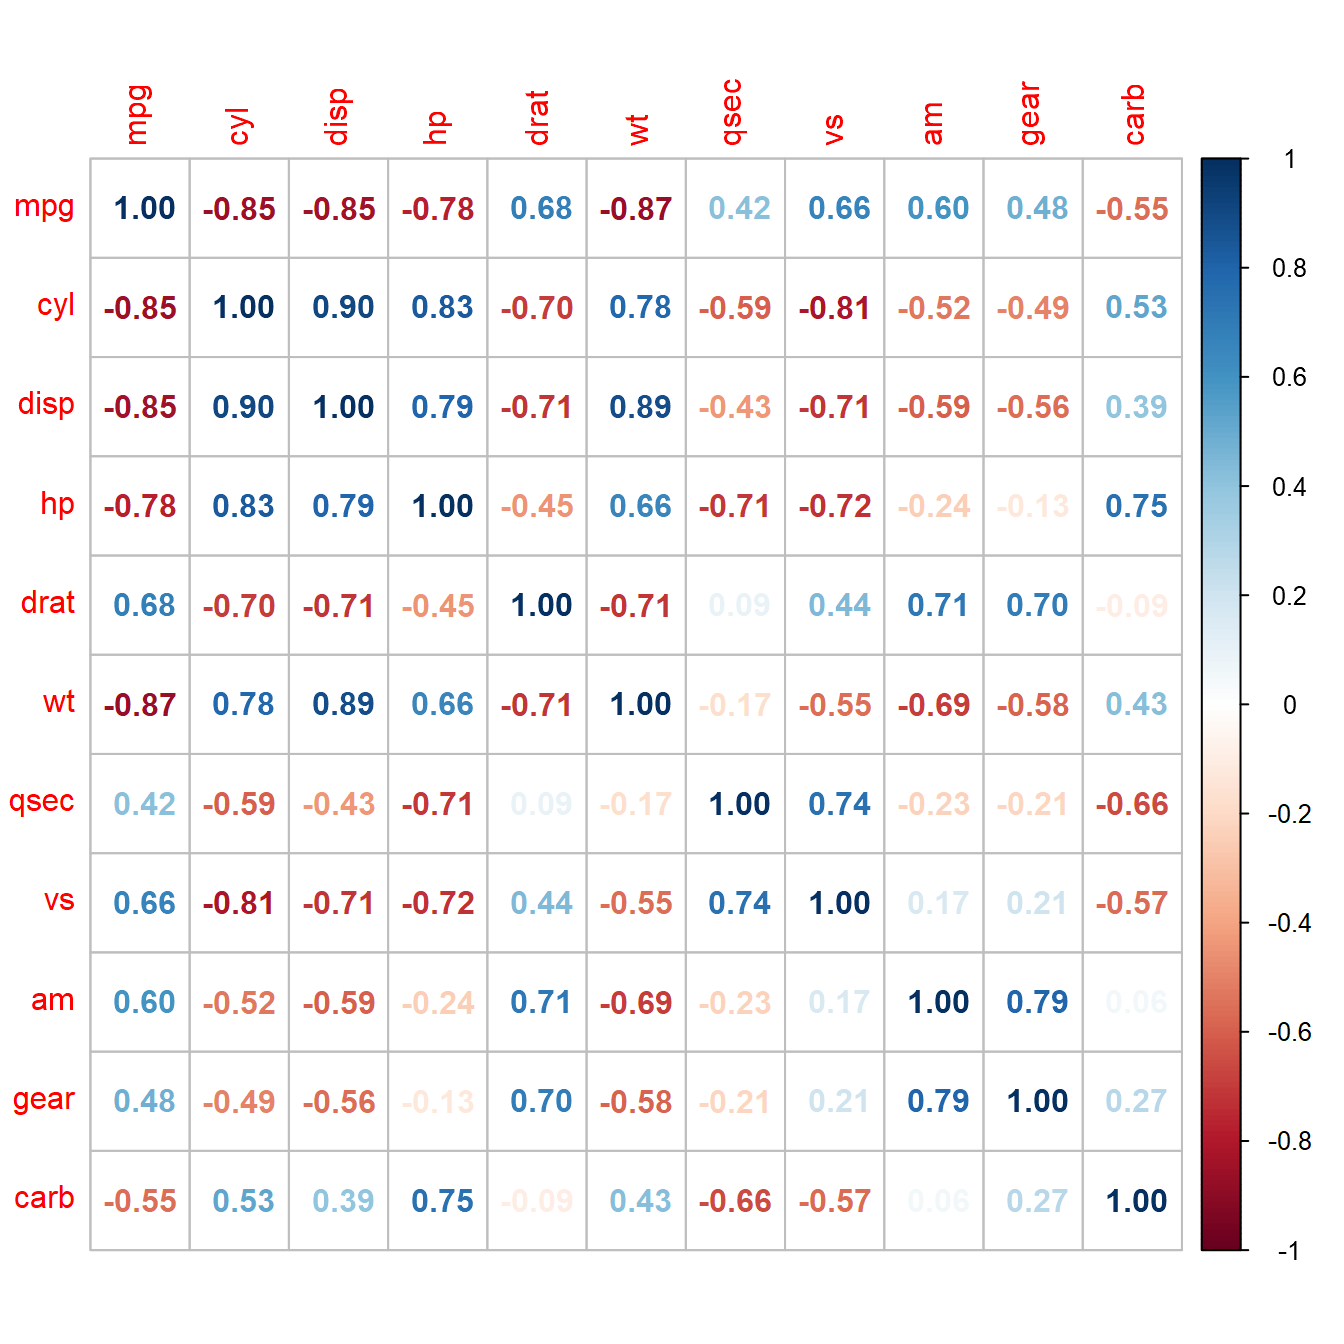 mpg cyl disp hp drat wt qsec vs am gear carb
mpg 1.00 -0.85 -0.85 -0.78 0.68 -0.87 0.42 0.66 0.60 0.48 -0.55
cyl -0.85 1.00 0.90 0.83 -0.70 0.78 -0.59 -0.81 -0.52 -0.49 0.53
disp -0.85 0.90 1.00 0.79 -0.71 0.89 -0.43 -0.71 -0.59 -0.56 0.39
hp -0.78 0.83 0.79 1.00 -0.45 0.66 -0.71 -0.72 -0.24 -0.13 0.75
drat 0.68 -0.70 -0.71 -0.45 1.00 -0.71 0.09 0.44 0.71 0.70 -0.09
wt -0.87 0.78 0.89 0.66 -0.71 1.00 -0.17 -0.55 -0.69 -0.58 0.43
qsec 0.42 -0.59 -0.43 -0.71 0.09 -0.17 1.00 0.74 -0.23 -0.21 -0.66
vs 0.66 -0.81 -0.71 -0.72 0.44 -0.55 0.74 1.00 0.17 0.21 -0.57
am 0.60 -0.52 -0.59 -0.24 0.71 -0.69 -0.23 0.17 1.00 0.79 0.06
gear 0.48 -0.49 -0.56 -0.13 0.70 -0.58 -0.21 0.21 0.79 1.00 0.27
carb -0.55 0.53 0.39 0.75 -0.09 0.43 -0.66 -0.57 0.06 0.27 1.00
1
0.8
0.6
0.4
0.2
0
-0.2
-0.4
-0.6
-0.8
-1